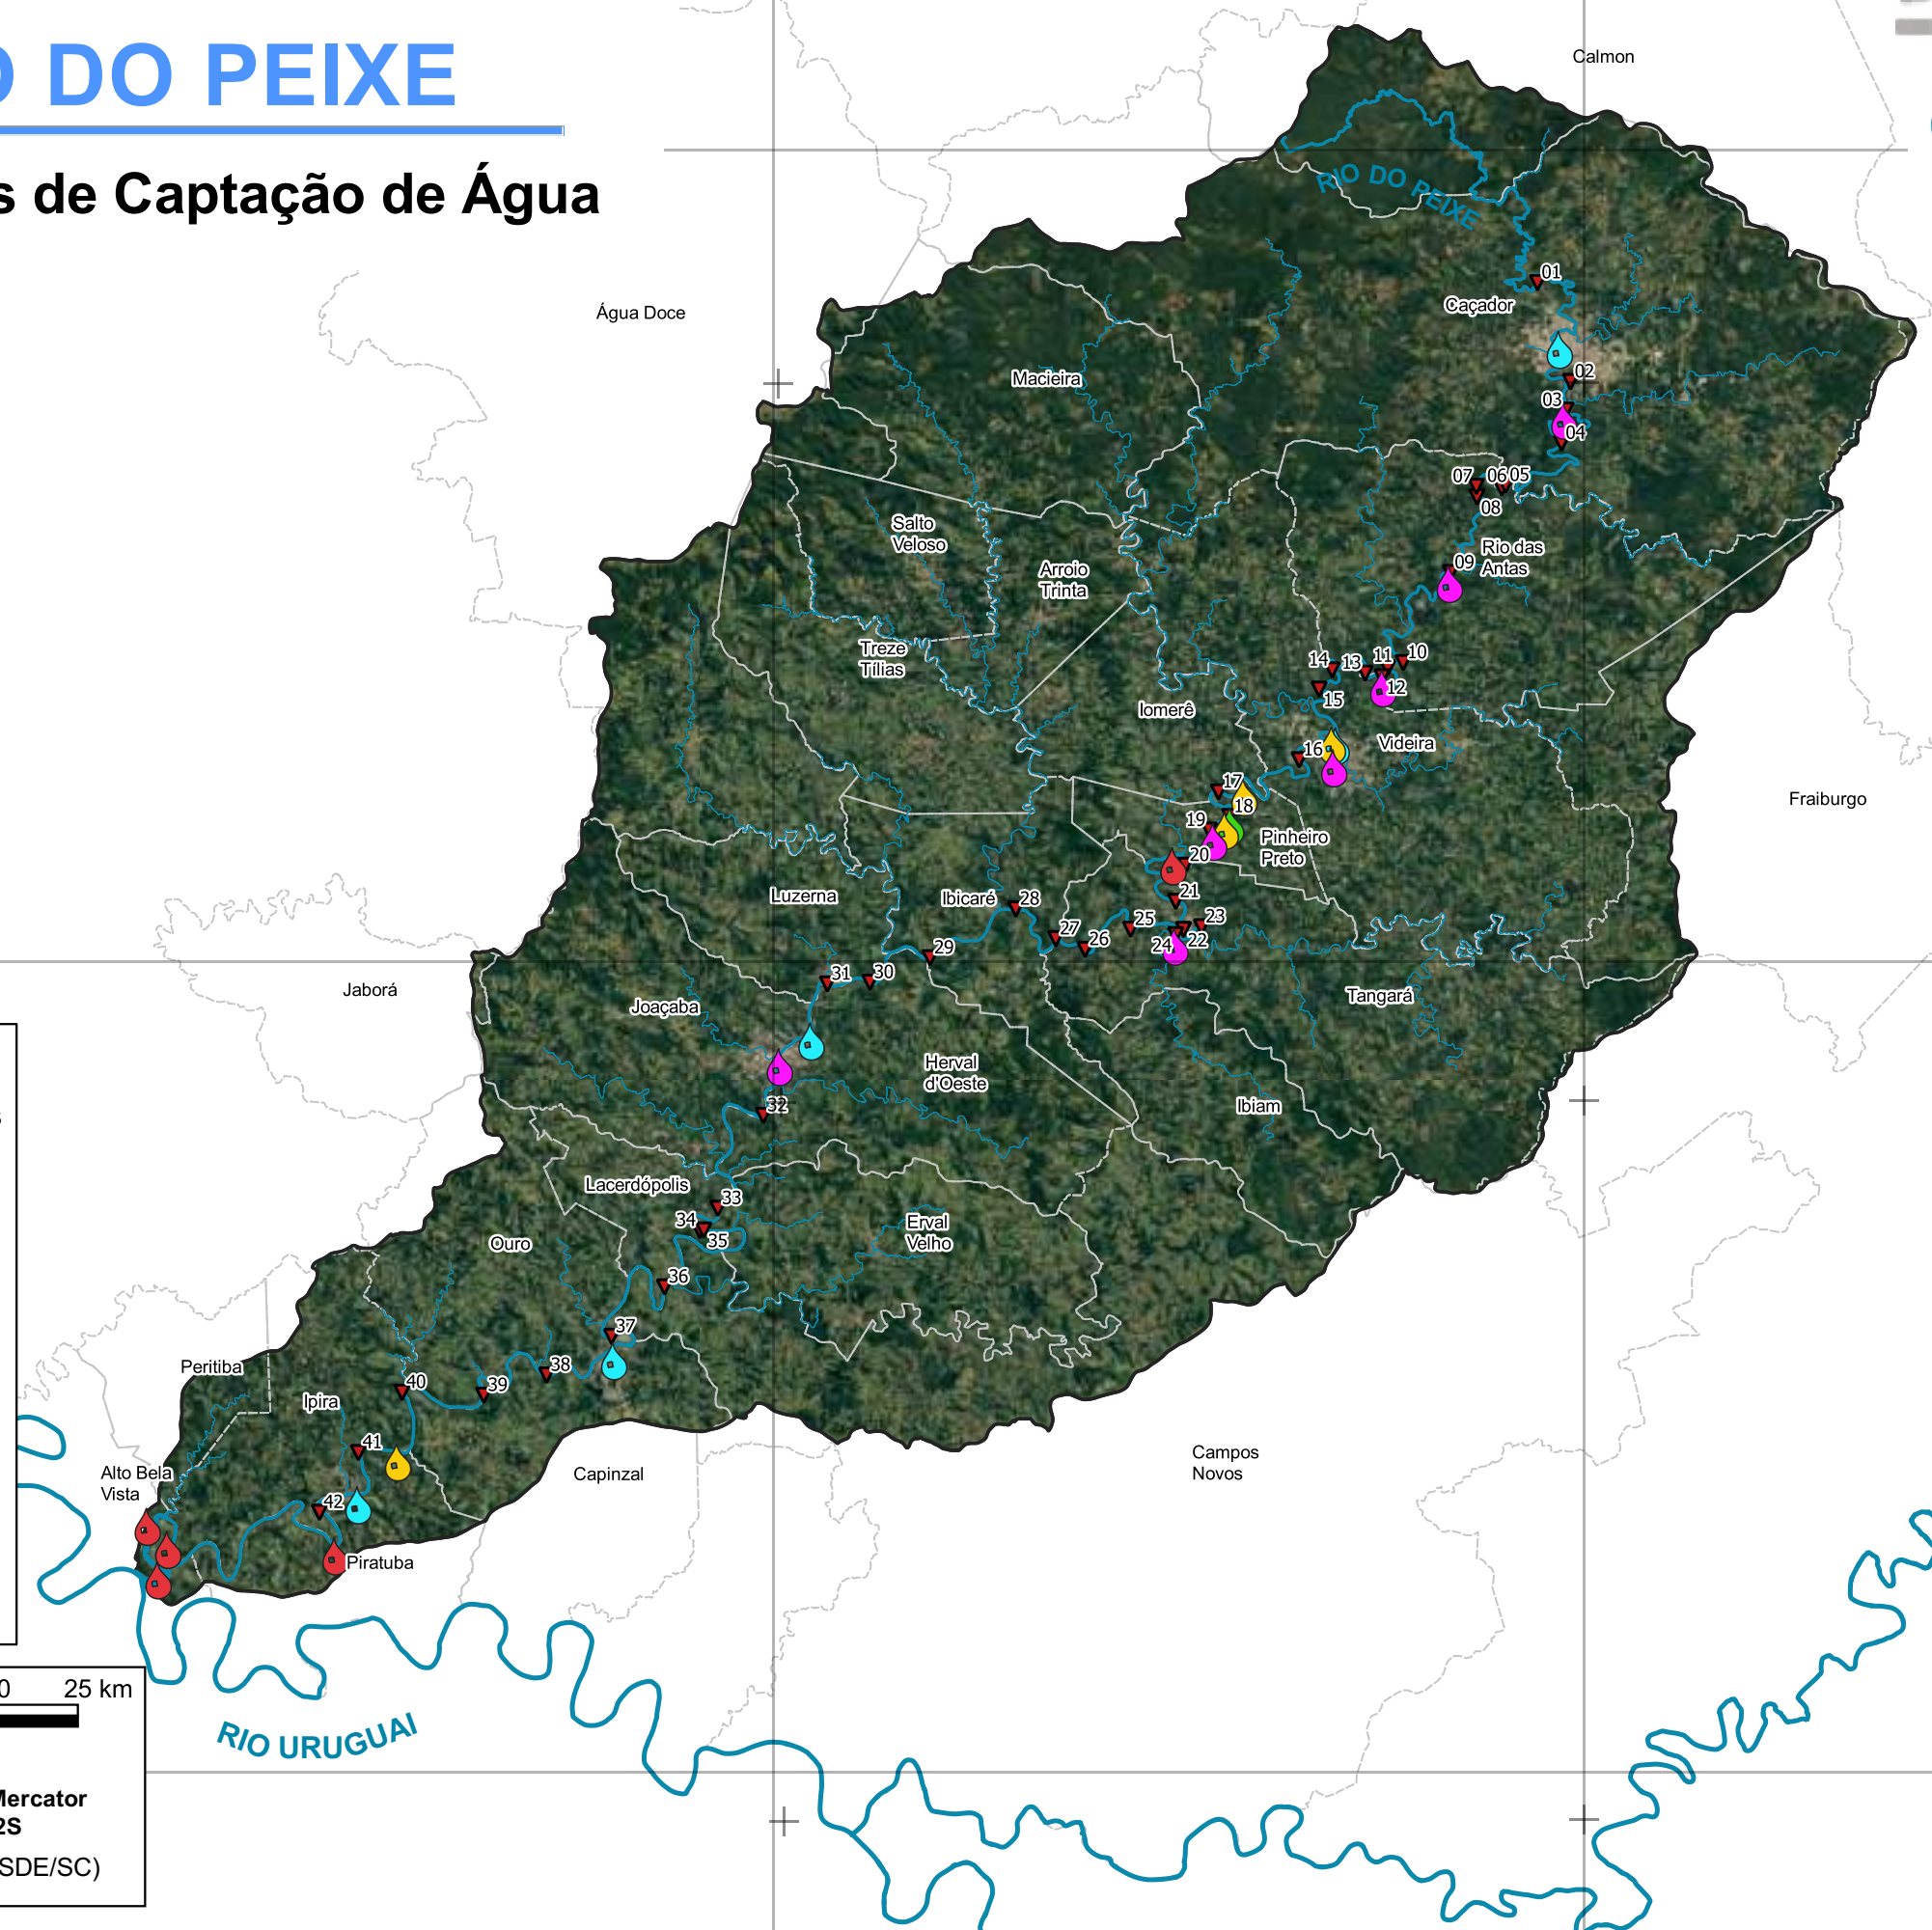 DO PEIXE
de Captação de Água
Calmon
RIO DO PEIXE
01
Caçador
Água Doce
02
Macieira
03
04
07
06
05
08
Salto
Veloso
Rio das
Antas
09
Arroio
Trinta
Treze
Tílias
14
13
11
10
12
15
Iomerê
Videira
16
17
18
Fraiburgo
19
Pinheiro
Preto
20
21
Luzerna
Ibicaré
28
23
25
27
26
22
24
29
31
30
Jaborá
Joaçaba
Tangará
Herval
d'Oeste
32
Ibiam
Lacerdópolis
33
34
35
Erval
Velho
Ouro
36
37
Peritiba
38
39
40
Ipira
41
Campos
Novos
Alto Bela
Vista
Capinzal
42
Piratuba
25 km
RIO URUGUAI
Mercator
2S
SDE/SC)